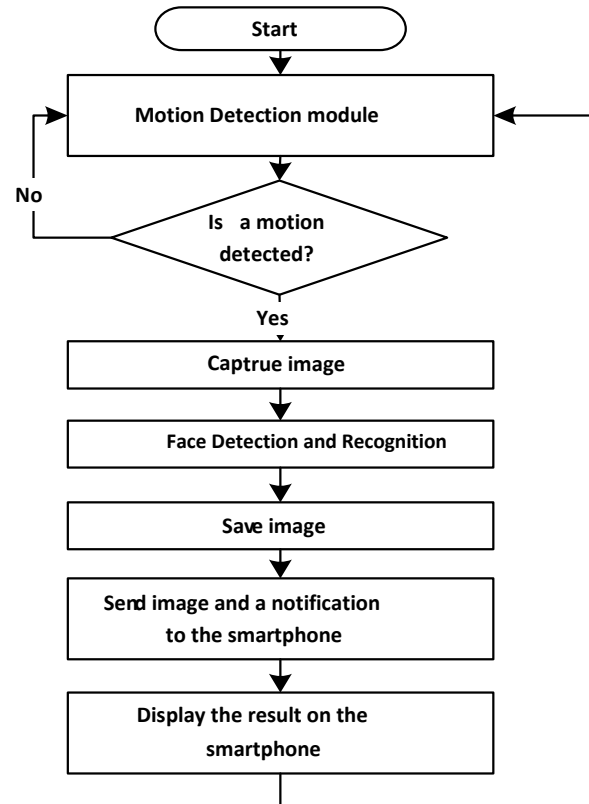 Start
Motion Detection module
No
Is a motion
detected?
Yes
Captrue image
Face Detection and Recognition
Save image
Send image and a notification
to the smartphone
Display the result on the
smartphone